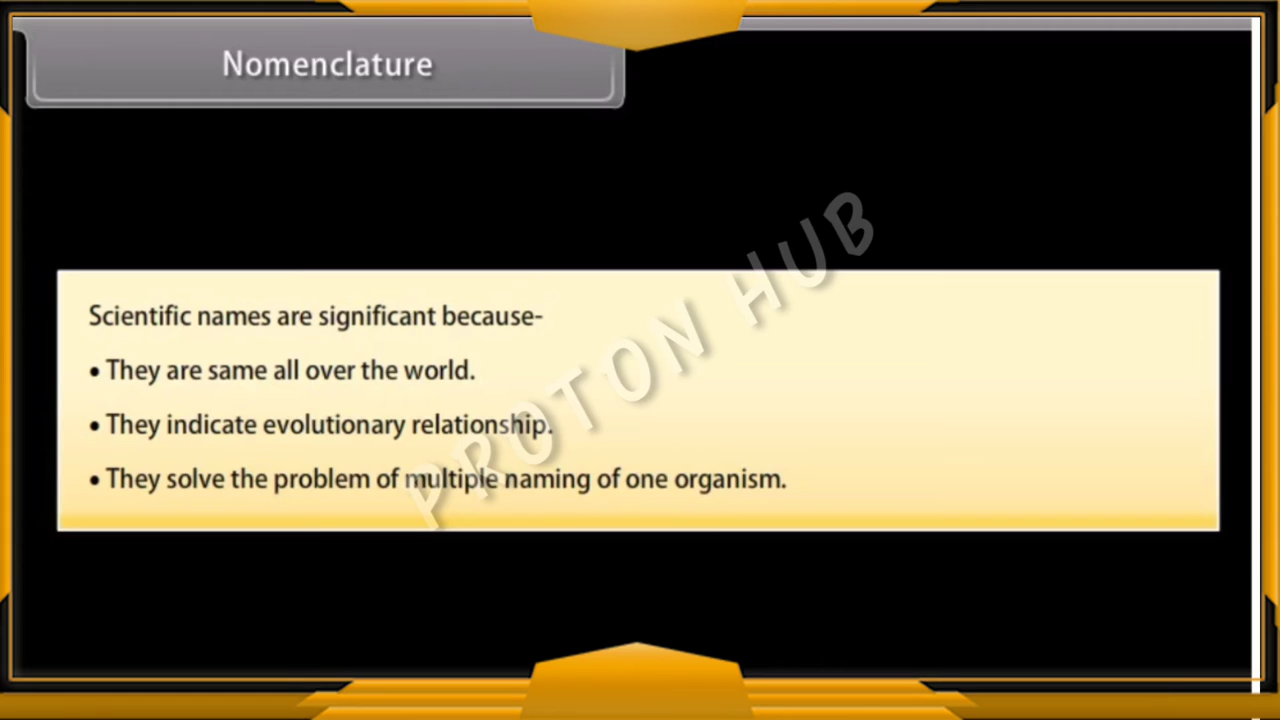 Nomenclature
Scientific names are significant because-
• They are same all over the world.
• They indicate evolutionary relationship.
• They solve the problem of multiple naming of one organism.
PROTON HUB